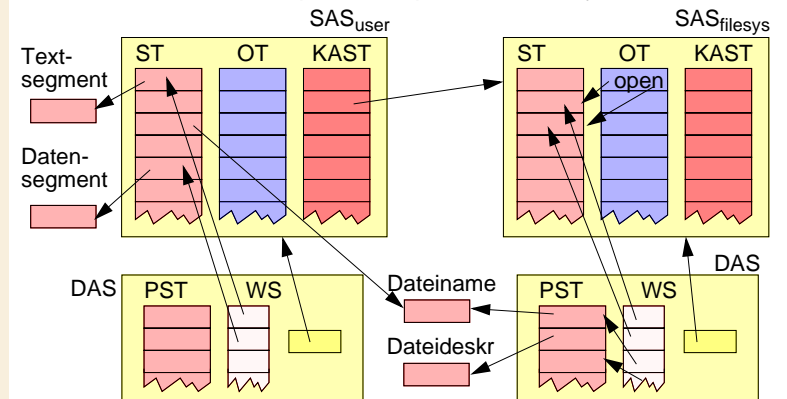 SASuser
SASfilesys
ST OT KAST
ST OT KAST
Text-
segment
open
Daten-
segment
DAS
DAS
PST WS
Dateiname
PST WS
Dateideskr